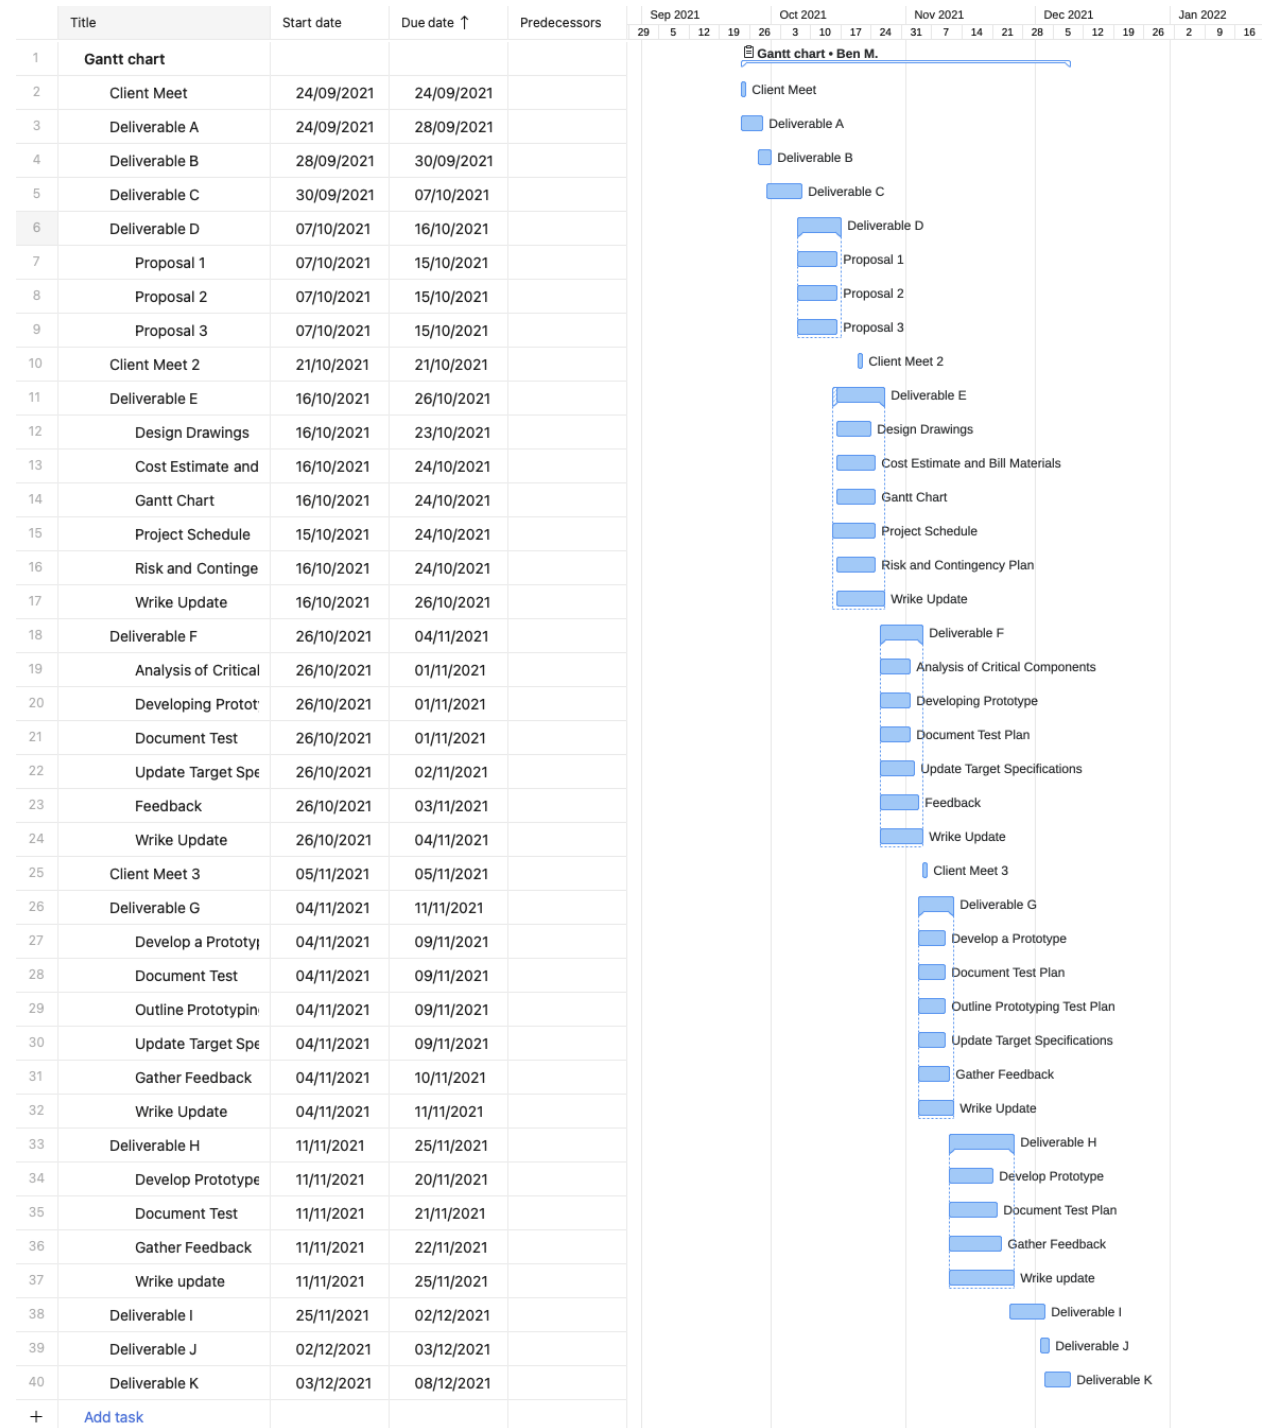 Title Start date Due date ↑ Predecessors
Sep 2021 Oct 2021 Nov 2021 Dec 2021 Jan 2022
29 5 12 19 26 3 10 17 24 31 7 14 21 28 5 12 19 26 2 9 16
1 Gantt chart Gantt chart • Ben M.
2 Client Meet 24/09/2021 24/09/2021 Client Meet
3 Deliverable A 24/09/2021 28/09/2021 Deliverable A
4 Deliverable B 28/09/2021 30/09/2021 Deliverable B
5 Deliverable C 30/09/2021 07/10/2021 Deliverable C
6 Deliverable D 07/10/2021 16/10/2021 Deliverable D
7 Proposal 1 07/10/2021 15/10/2021 Proposal 1
8 Proposal 2 07/10/2021 15/10/2021 Proposal 2
9 Proposal 3 07/10/2021 15/10/2021 Proposal 3
10 Client Meet 2 21/10/2021 21/10/2021 Client Meet 2
11 Deliverable E 16/10/2021 26/10/2021 Deliverable E
12 Design Drawings 16/10/2021 23/10/2021 Design Drawings
13 Cost Estimate and 16/10/2021 24/10/2021 Cost Estimate and Bill Materials
14 Gantt Chart 16/10/2021 24/10/2021 Gantt Chart
15 Project Schedule 15/10/2021 24/10/2021 Project Schedule
16 Risk and Continge 16/10/2021 24/10/2021 Risk and Contingency Plan
17 Wrike Update 16/10/2021 26/10/2021 Wrike Update
18 Deliverable F 26/10/2021 04/11/2021 Deliverable F
19 Analysis of Critical 26/10/2021 01/11/2021 Analysis of Critical Components
20 Developing Protot 26/10/2021 01/11/2021 Developing Prototype
21 Document Test 26/10/2021 01/11/2021 Document Test Plan
22 Update Target Spe 26/10/2021 02/11/2021 Update Target Specifications
23 Feedback 26/10/2021 03/11/2021 Feedback
24 Wrike Update 26/10/2021 04/11/2021 Wrike Update
25 Client Meet 3 05/11/2021 05/11/2021 Client Meet 3
26 Deliverable G 04/11/2021 11/11/2021 Deliverable G
27 Develop a Prototyp 04/11/2021 09/11/2021 Develop a Prototype
28 Document Test 04/11/2021 09/11/2021 Document Test Plan
29 Outline Prototypin 04/11/2021 09/11/2021 Outline Prototyping Test Plan
30 Update Target Spe 04/11/2021 09/11/2021 Update Target Specifications
31 Gather Feedback 04/11/2021 10/11/2021 Gather Feedback
32 Wrike Update 04/11/2021 11/11/2021 Wrike Update
33 Deliverable H 11/11/2021 25/11/2021 Deliverable H
34 Develop Prototype 11/11/2021 20/11/2021 Develop Prototype
35 Document Test 11/11/2021 21/11/2021 Document Test Plan
36 Gather Feedback 11/11/2021 22/11/2021 Gather Feedback
37 Wrike update 11/11/2021 25/11/2021 Wrike update
38 Deliverable I 25/11/2021 02/12/2021 Deliverable I
39 Deliverable J 02/12/2021 03/12/2021 Deliverable J
40 Deliverable K 03/12/2021 08/12/2021 Deliverable K
+ Add task